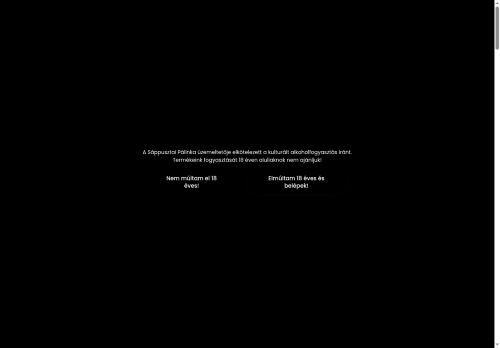 A Sáppusztai Pálinka üzemeltetője elkötelezett a kulturált alkoholfogyasztás iránt.
Termékeink fogyasztását 18 éven aluliaknak nem ajánljuk!
Nem múltam el 18
éves!
Elmúltam 18 éves és
belépek!